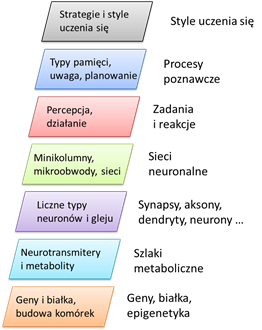 Strategie i style
uczenia się
Style uczenia się
Typy pamięci,
uwaga, planowanie
Procesy
poznawcze
Percepcja,
działanie
Zadania
i reakcje
Minikolumny,
mikroobwody, sieci
Sieci
neuronalne
Liczne typy
neuronów i gleju
Synapsy, aksony,
dendryty, neurony ...
Neurotransmitery
i metabolity
Szlaki
metaboliczne
Geny i białka,
budowa komórek
Geny, białka,
epigenetyka